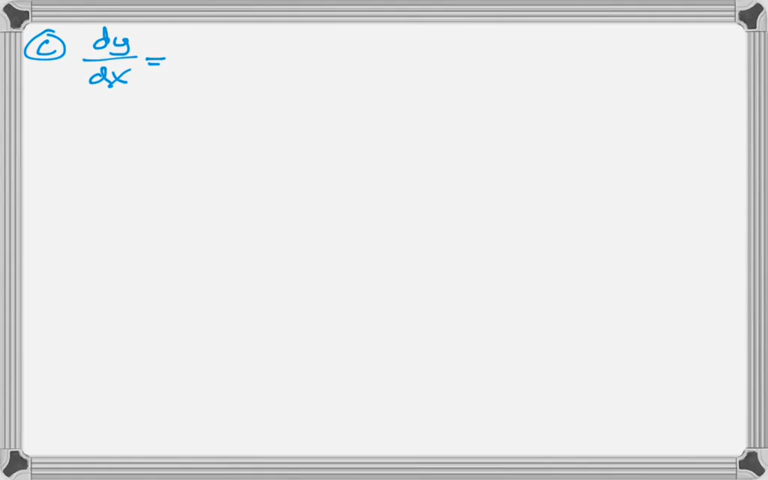 ⓒ dy/dx =